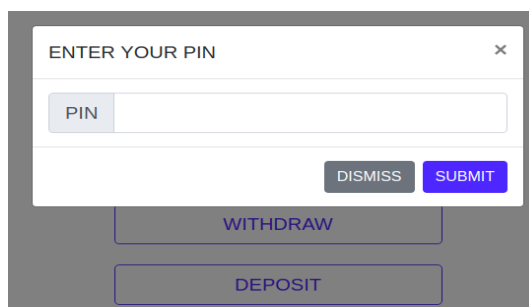 ENTER YOUR PIN ×
PIN
DISMISS SUBMIT
WITHDRAW
DEPOSIT